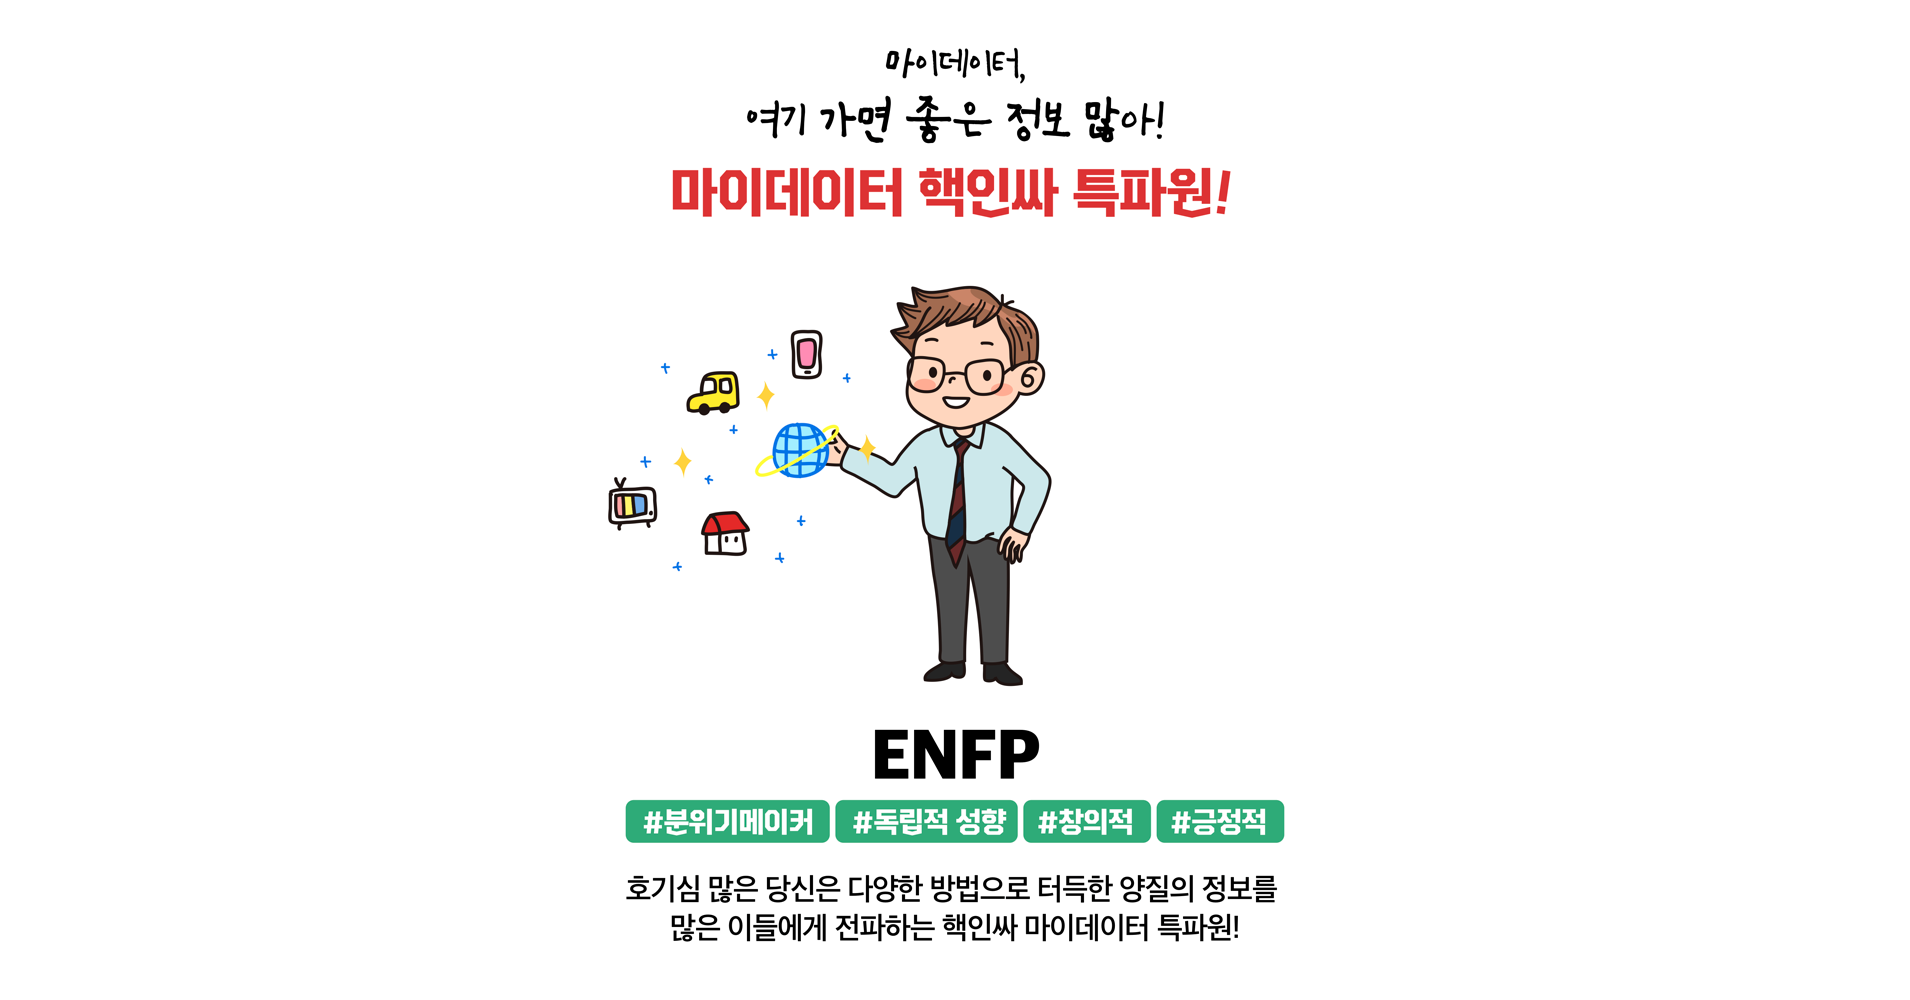 마이데이터,
여기 가면 좋은 정보 많아!
마이데이터 핵인싸 특파원!
ENFP
#분위기메이커 #독립적 성향 #창의적 #긍정적
호기심 많은 당신은 다양한 방법으로 터득한 양질의 정보를
많은 이들에게 전파하는 핵인싸 마이데이터 특파원!